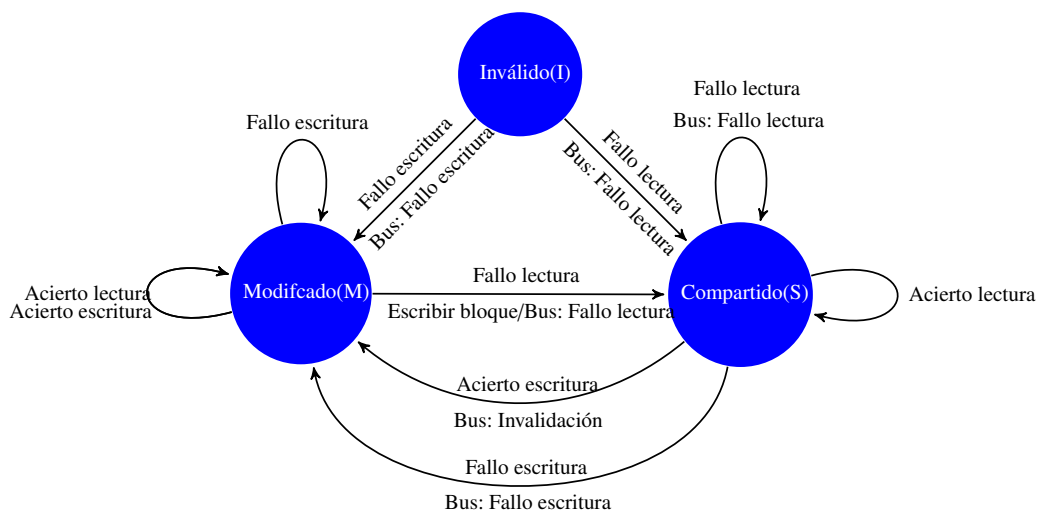 Inválido(I)
Fallo lectura
Bus: Fallo lectura
Fallo escritura
Fallo escritura
Bus: Fallo escritura
Fallo lectura
Bus: Fallo lectura
Modifcado(M)
Compartido(S)
Fallo lectura
Escribir bloque/Bus: Fallo lectura
Acierto lectura
Acierto escritura
Acierto lectura
Acierto escritura
Bus: Invalidación
Fallo escritura
Bus: Fallo escritura